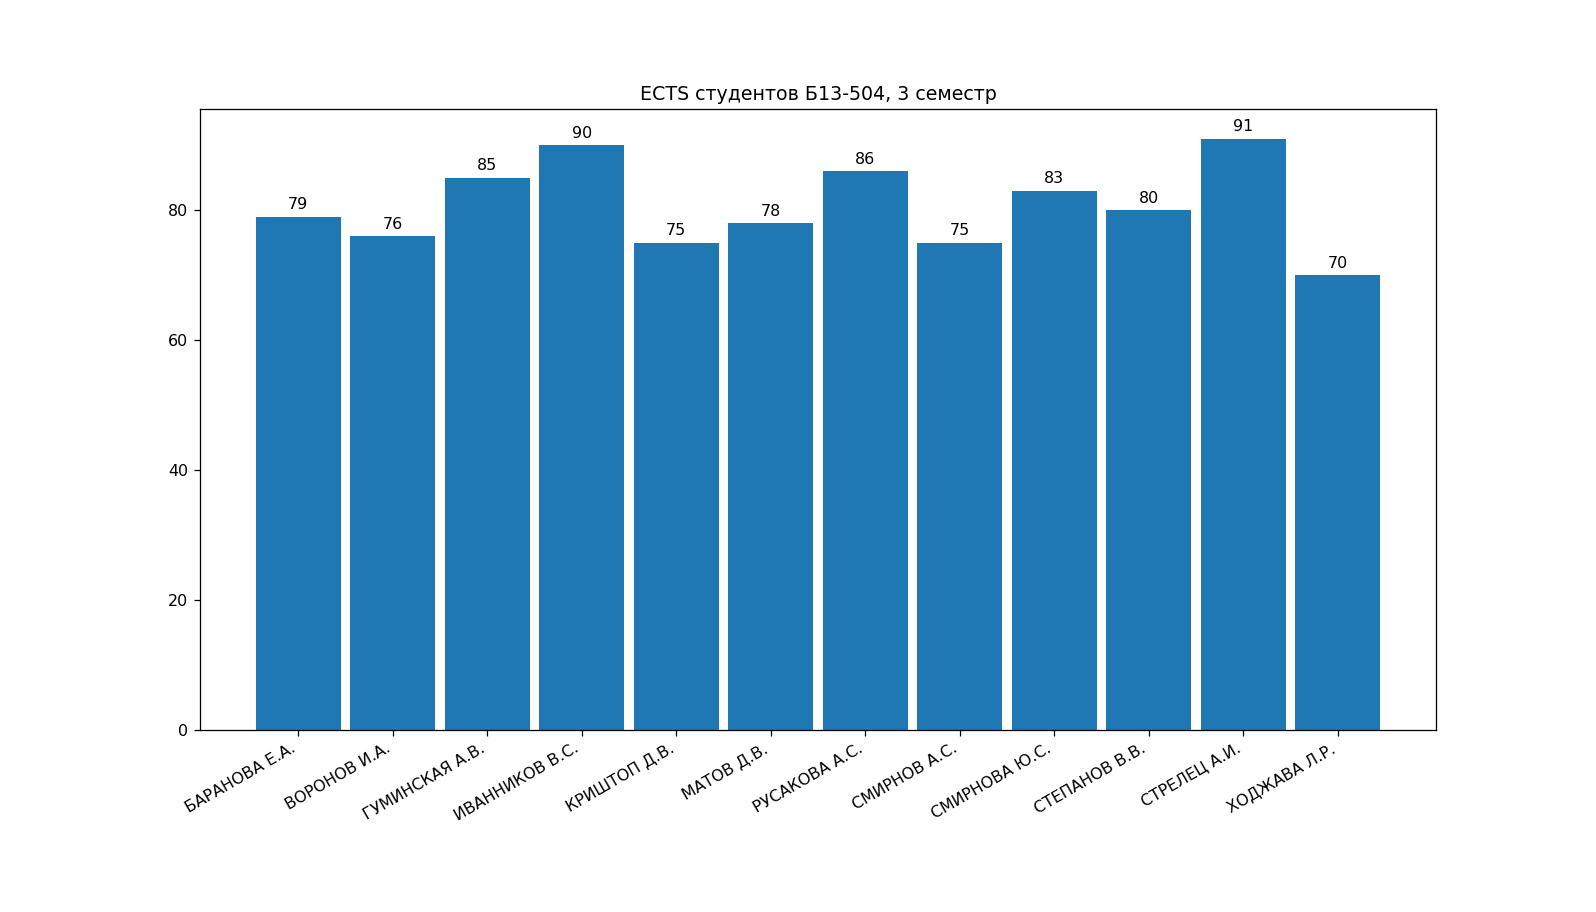 ECTS студентов Б13-504, 3 семестр
79
76
85
90
75
78
86
75
83
80
91
70
80
60
40
20
0
БАРАНОВА Е.А.
ВОРОНОВ И.А.
ГУМИНСКАЯ А.В.
ИВАННИКОВ В.С.
КРИШТОП Д.В.
МАТОВ Д.В.
РУСАКОВА А.С.
СМИРНОВ А.С.
СМИРНОВА Ю.С.
СТЕПАНОВ В.В.
СТРЕЛЕЦ А.И.
ХОДЖАВА Л.Р.